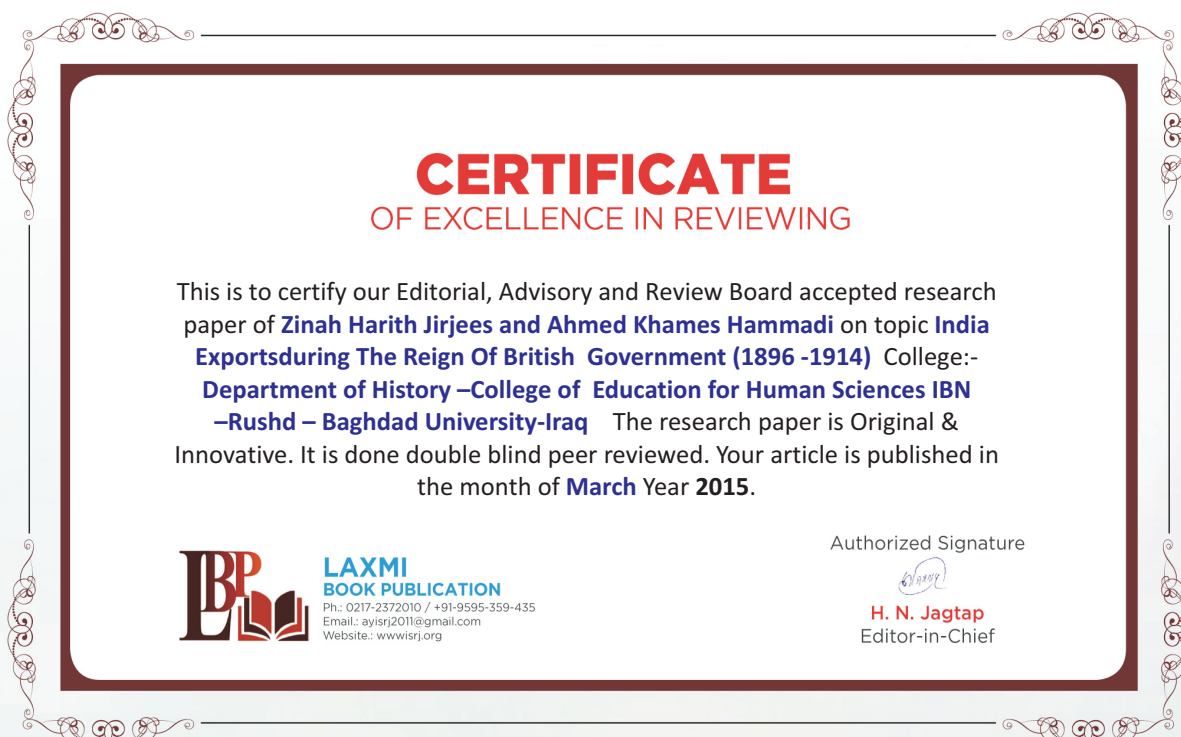 CERTIFICATE
OF EXCELLENCE IN REVIEWING
This is to certify our Editorial, Advisory and Review Board accepted research
paper of Zinah Harith Jirjees and Ahmed Khames Hammadi on topic India
Exportsduring The Reign Of British Government (1896 -1914) College:-
Department of History –College of Education for Human Sciences IBN
–Rushd – Baghdad University-Iraq The research paper is Original &
Innovative. It is done double blind peer reviewed. Your article is published in
the month of March Year 2015.
LBP
LAXMI
BOOK PUBLICATION
Ph.: 0217-2372010 / +91-9595-359-435
Email.: ayisrj2011@gmail.com
Website.: wwwisrj.org
Authorized Signature
H. N. Jagtap
Editor-in-Chief